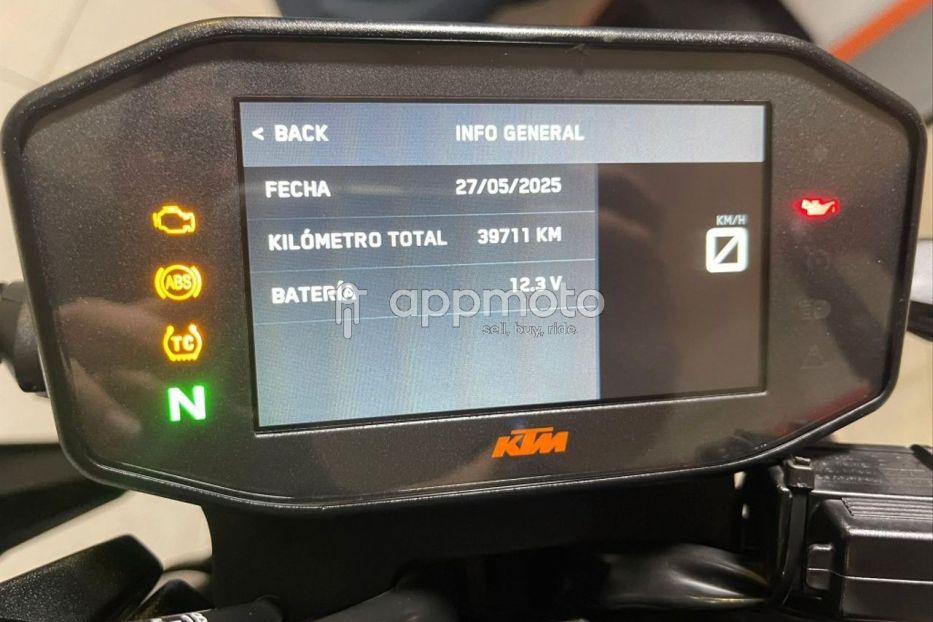 < BACK
INFO GENERAL
FECHA
27/05/2025
KILÓMETRO TOTAL
39711 KM
BATERÍA
12.3 V
KM/H
0
ABS
TC
N
appmoto
sell, buy, ride.
KTM